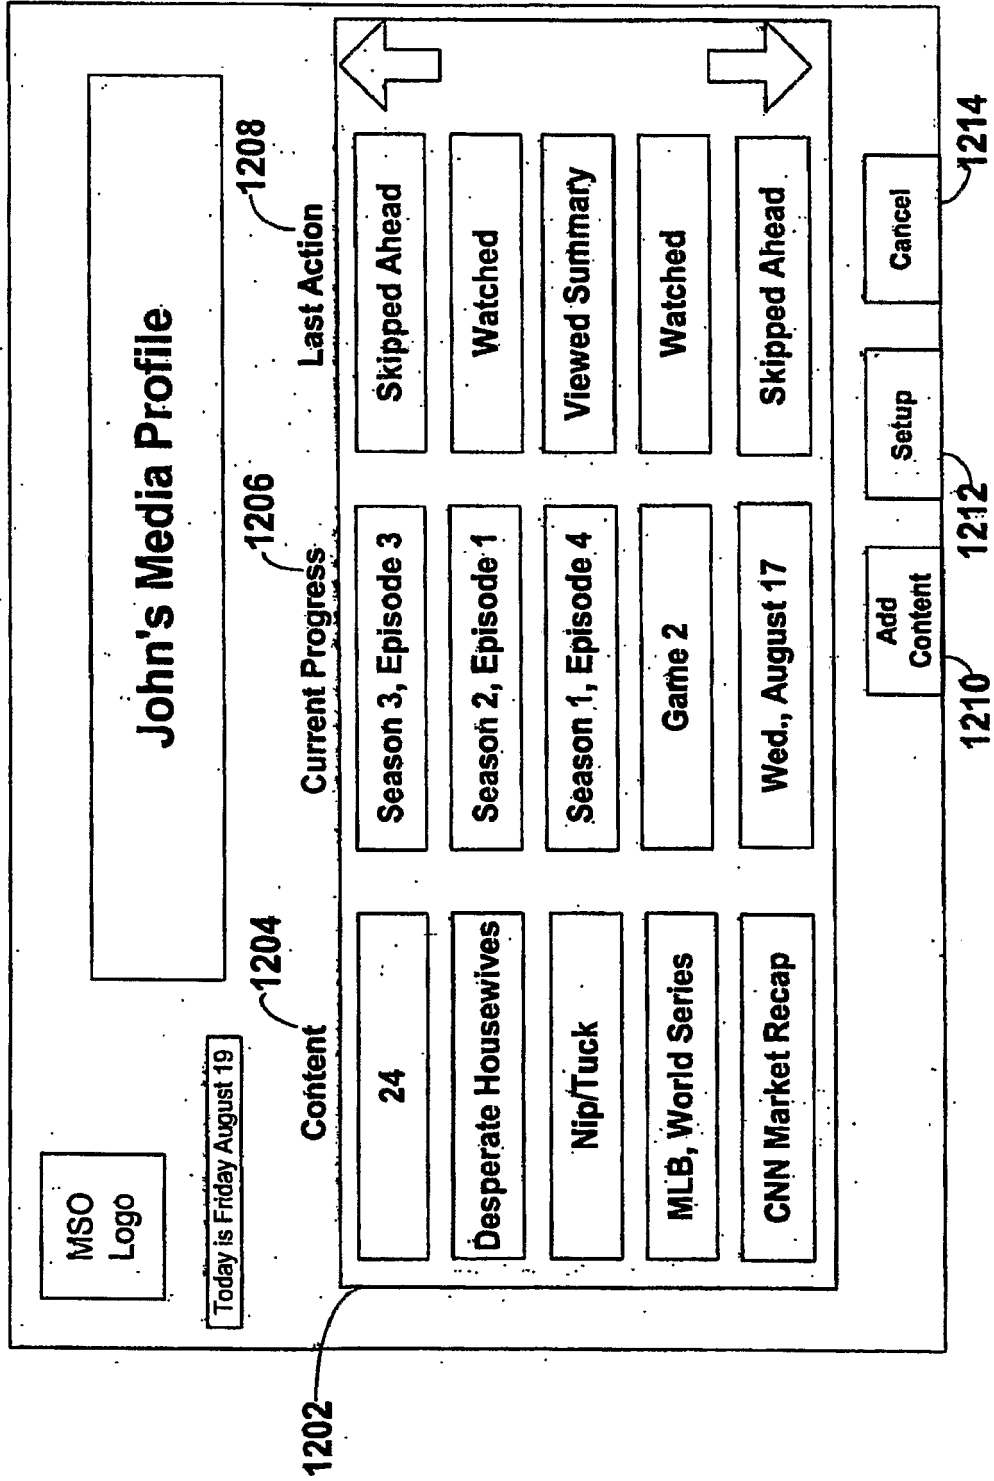 MSO
Logo
John's Media Profile
Today is Friday August 19
1204
1206
1208
Content
Current Progress
Last Action
1202
24
Season 3, Episode 3
Skipped Ahead
Desperate Housewives
Season 2, Episode 1
Watched
Nip/Tuck
Season 1, Episode 4
Viewed Summary
MLB, World Series
Game 2
Watched
CNN Market Recap
Wed., August 17
Skipped Ahead
Add
Content
Setup
Cancel
1210
1212
1214